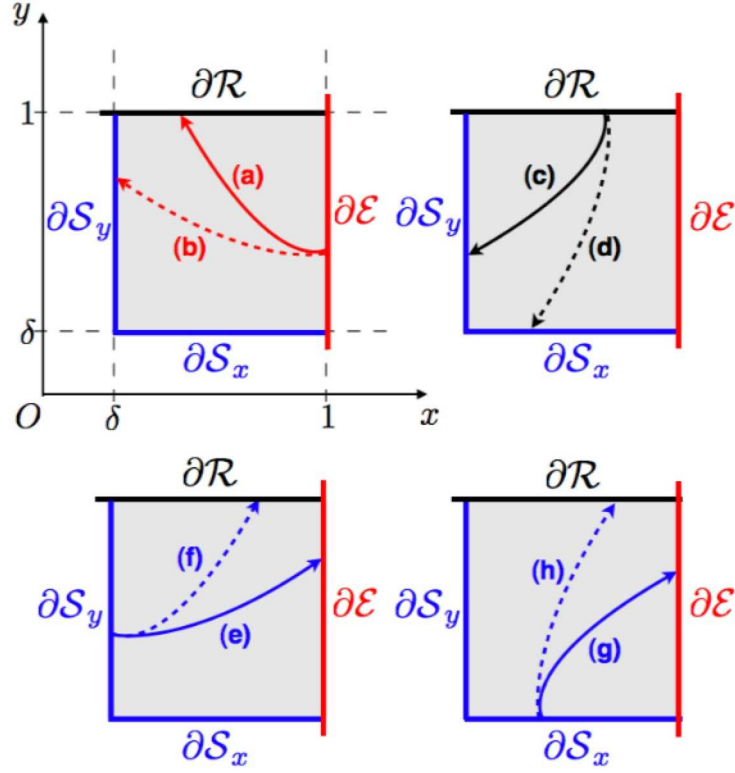 y
∂R ∂R
1
(a)
(c)
∂S_y ∂E ∂S_y ∂E
(b) (d)
δ
∂S_x ∂S_x
O δ 1 x
∂R ∂R
(f) (h)
∂S_y ∂E ∂S_y ∂E
(e) (g)
∂S_x ∂S_x